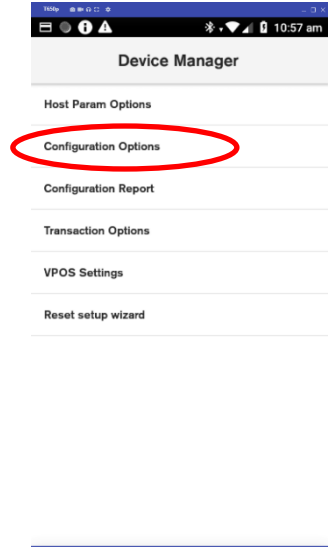 T650p
10:57 am
Device Manager
Host Param Options
Configuration Options
Configuration Report
Transaction Options
VPOS Settings
Reset setup wizard